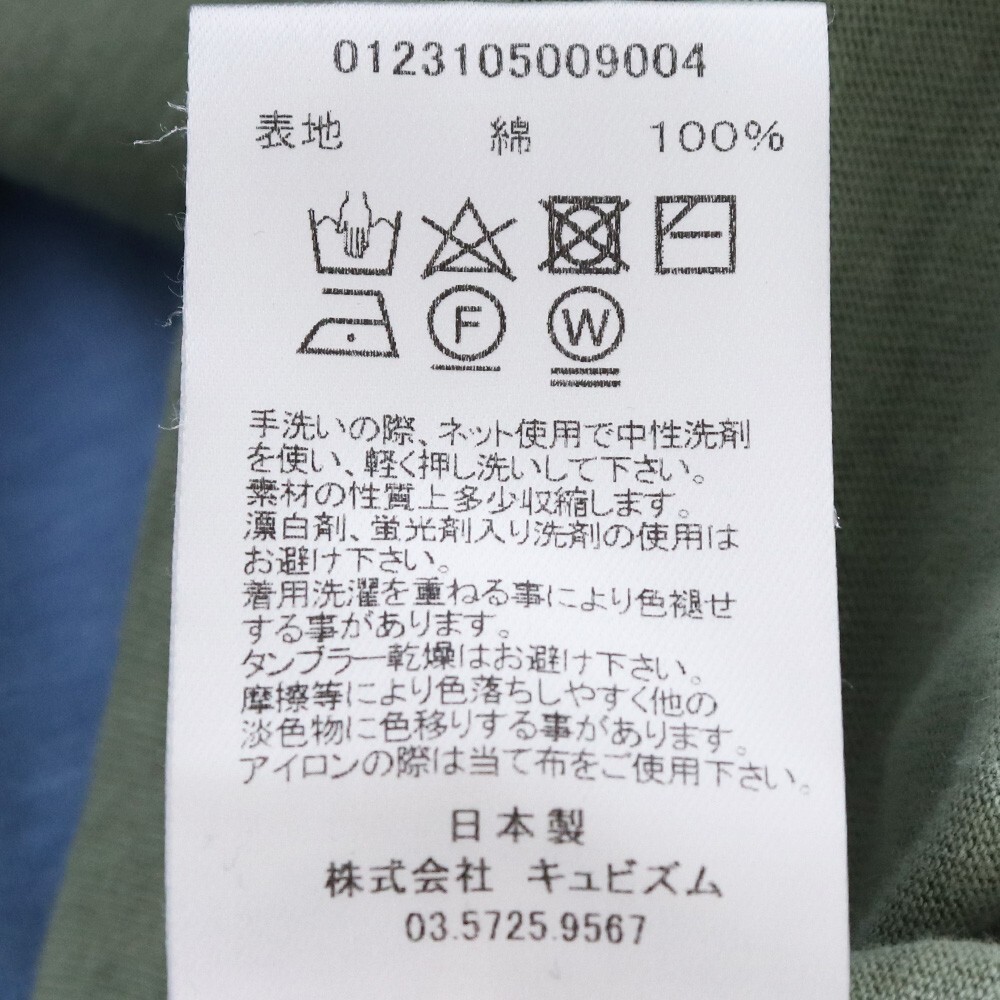 0123105009004
表地 綿 100%
F W
手洗いの際、ネット使用で中性洗剤
を使い、軽く押し洗いして下さい。
素材の性質上多少収縮します。
漂白剤、蛍光剤入り洗剤の使用は
お避け下さい。
着用洗濯を重ねる事により色褪せ
する事があります。
タンブラー乾燥はお避け下さい。
摩擦等により色落ちしやすく他の
淡色物に色移りする事があります。
アイロンの際は当て布をご使用下さい。
日本製
株式会社 キュビズム
03.5725.9567